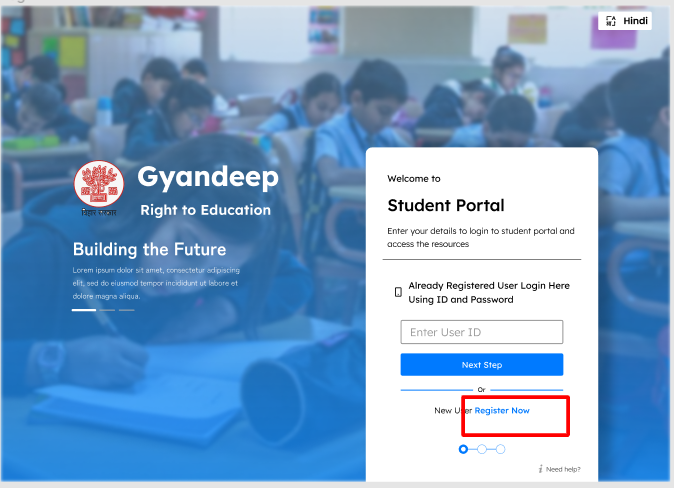 Hindi
Gyandeep
Right to Education
बिहार सरकार
Building the Future
Lorem ipsum dolor sit amet, consectetur adipiscing
elit, sed do eiusmod tempor incididunt ut labore et
dolore magna aliqua.
Welcome to
Student Portal
Enter your details to login to student portal and
access the resources
Already Registered User Login Here
Using ID and Password
Enter User ID
Next Step
Or
New User Register Now
Need help?